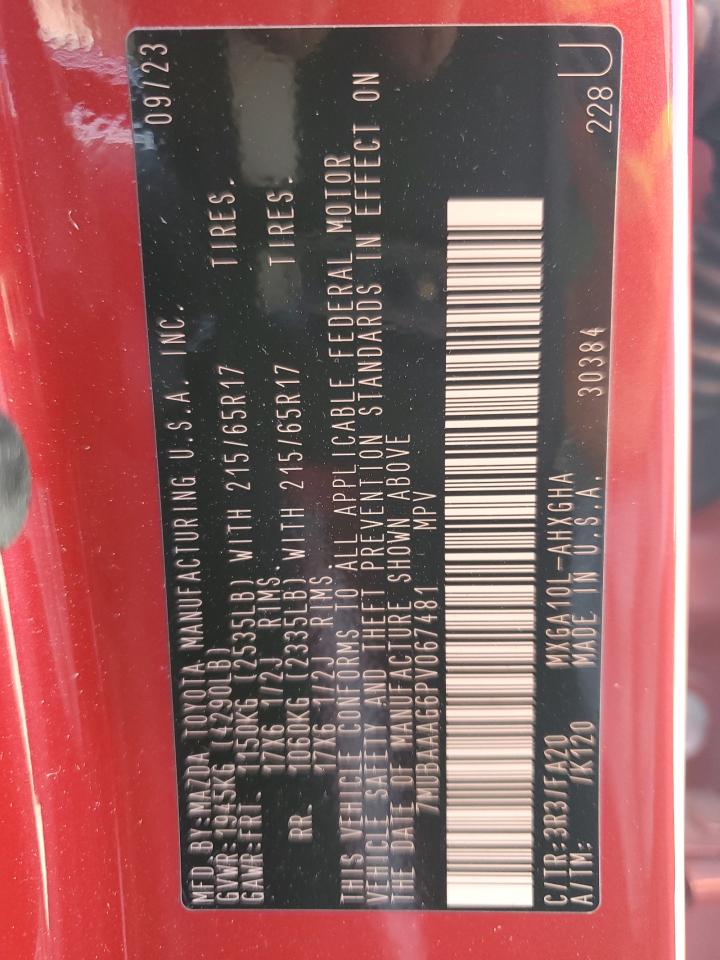 MFD.BY:MAZDA TOYOTA MANUFACTURING U.S.A. INC. 09/23
GVWR:1945KG (4290LB)
GAWR:FRT. 1150KG (2535LB) WITH 215/65R17 TIRES.
17X6 1/2J RIMS.
RR. 1060KG (2335LB) WITH 215/65R17 TIRES.
17X6 1/2J RIMS.
THIS VEHICLE CONFORMS TO ALL APPLICABLE FEDERAL MOTOR
VEHICLE SAFETY AND THEFT PREVENTION STANDARDS IN EFFECT ON
THE DATE OF MANUFACTURE SHOWN ABOVE
7MUBAAAG6PV067481 MPV
C/TR:3R3/FA20 MXGA10L-AHXGHA
A/TM: /K120 MADE IN U.S.A. 30384 228 U